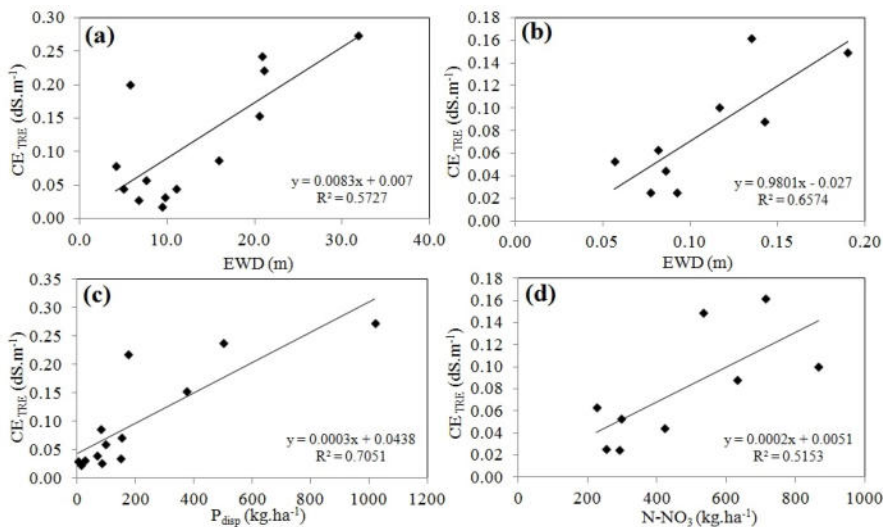 (a)
CE TRE (dS.m-1)
0.30
0.25
0.20
0.15
0.10
0.05
0.00
y = 0.0083x + 0.007
R² = 0.5727
0.0 10.0 20.0 30.0 40.0
EWD (m)
(b)
CE TRE (dS.m-1)
0.18
0.16
0.14
0.12
0.10
0.08
0.06
0.04
0.02
0.00
y = 0.9801x - 0.027
R² = 0.6574
0.00 0.05 0.10 0.15 0.20
EWD (m)
(c)
CE TRE (dS.m-1)
0.35
0.30
0.25
0.20
0.15
0.10
0.05
0.00
y = 0.0003x + 0.0438
R² = 0.7051
0 200 400 600 800 1000 1200
Pdisp (kg.ha-1)
(d)
CE TRE (dS.m-1)
0.18
0.16
0.14
0.12
0.10
0.08
0.06
0.04
0.02
0.00
y = 0.0002x + 0.0051
R² = 0.5153
0 200 400 600 800 1000
N-NO3 (kg.ha-1)